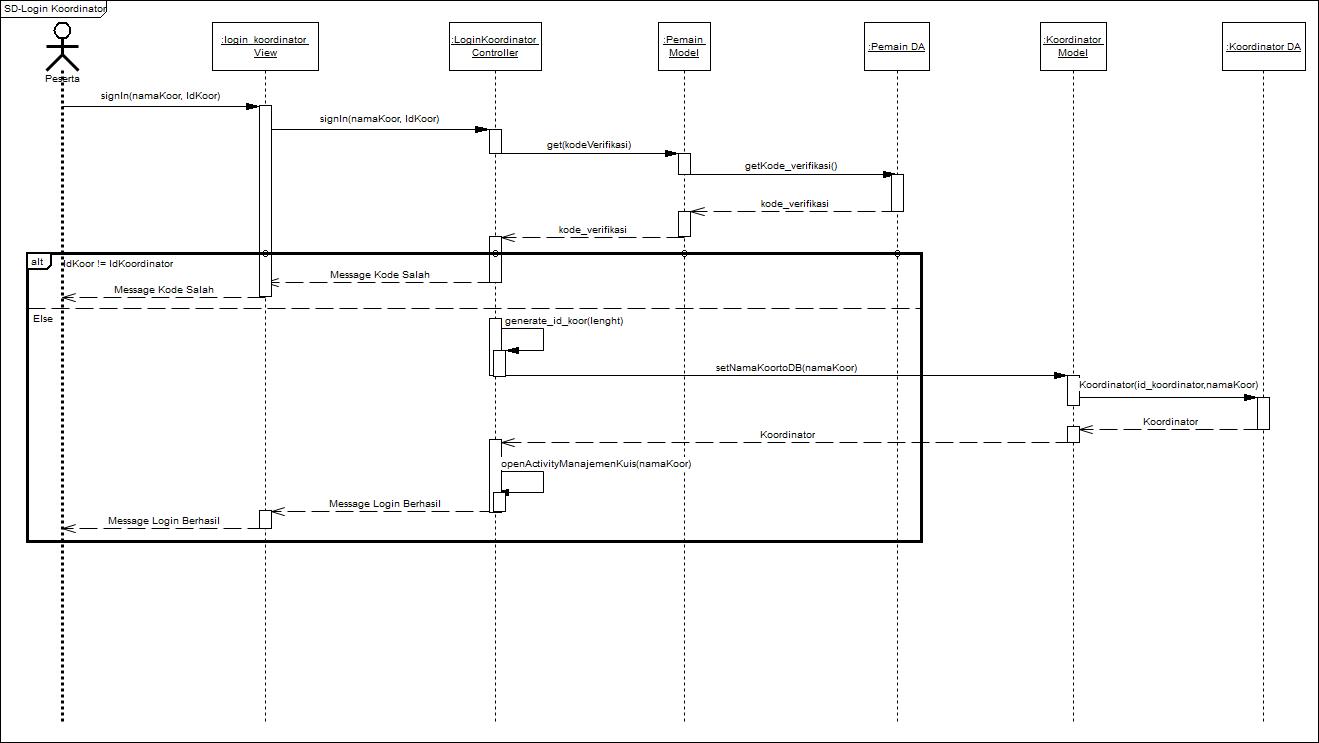 SD-Login Koordinator
Peserta
:login_koordinator
View
:LoginKoordinator
Controller
:Pemain
Model
:Pemain DA
:Koordinator
Model
:Koordinator DA
signIn(namaKoor, IdKoor)
signIn(namaKoor, IdKoor)
get(kodeVerifikasi)
getKode_verifikasi()
kode_verifikasi
kode_verifikasi
alt
IdKoor != IdKoordinator
Message Kode Salah
Message Kode Salah
Else
generate_id_koor(lenght)
setNamaKoortoDB(namaKoor)
Koordinator(id_koordinator,namaKoor)
Koordinator
Koordinator
openActivityManajemenKuis(namaKoor)
Message Login Berhasil
Message Login Berhasil